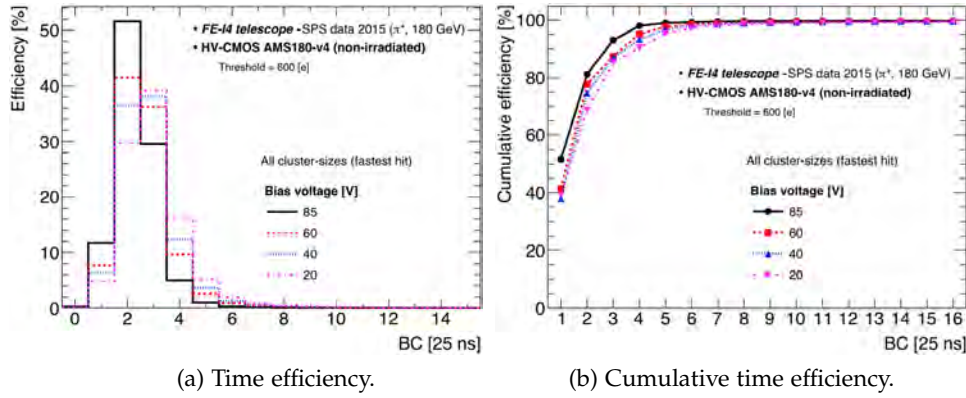 Efficiency [%]
50
40
30
20
10
0
• FE-I4 telescope - SPS data 2015 (π⁺, 180 GeV)
• HV-CMOS AMS180-v4 (non-irradiated)
Threshold = 600 [e]
All cluster-sizes (fastest hit)
Bias voltage [V]
85
60
40
20
0 2 4 6 8 10 12 14
BC [25 ns]
(a) Time efficiency.
Cumulative efficiency [%]
100
80
60
40
20
0
• FE-I4 telescope -SPS data 2015 (π⁺, 180 GeV)
• HV-CMOS AMS180-v4 (non-irradiated)
Threshold = 600 [e]
All cluster-sizes (fastest hit)
Bias voltage [V]
85
60
40
20
1 2 3 4 5 6 7 8 9 10 11 12 13 14 15 16
BC [25 ns]
(b) Cumulative time efficiency.